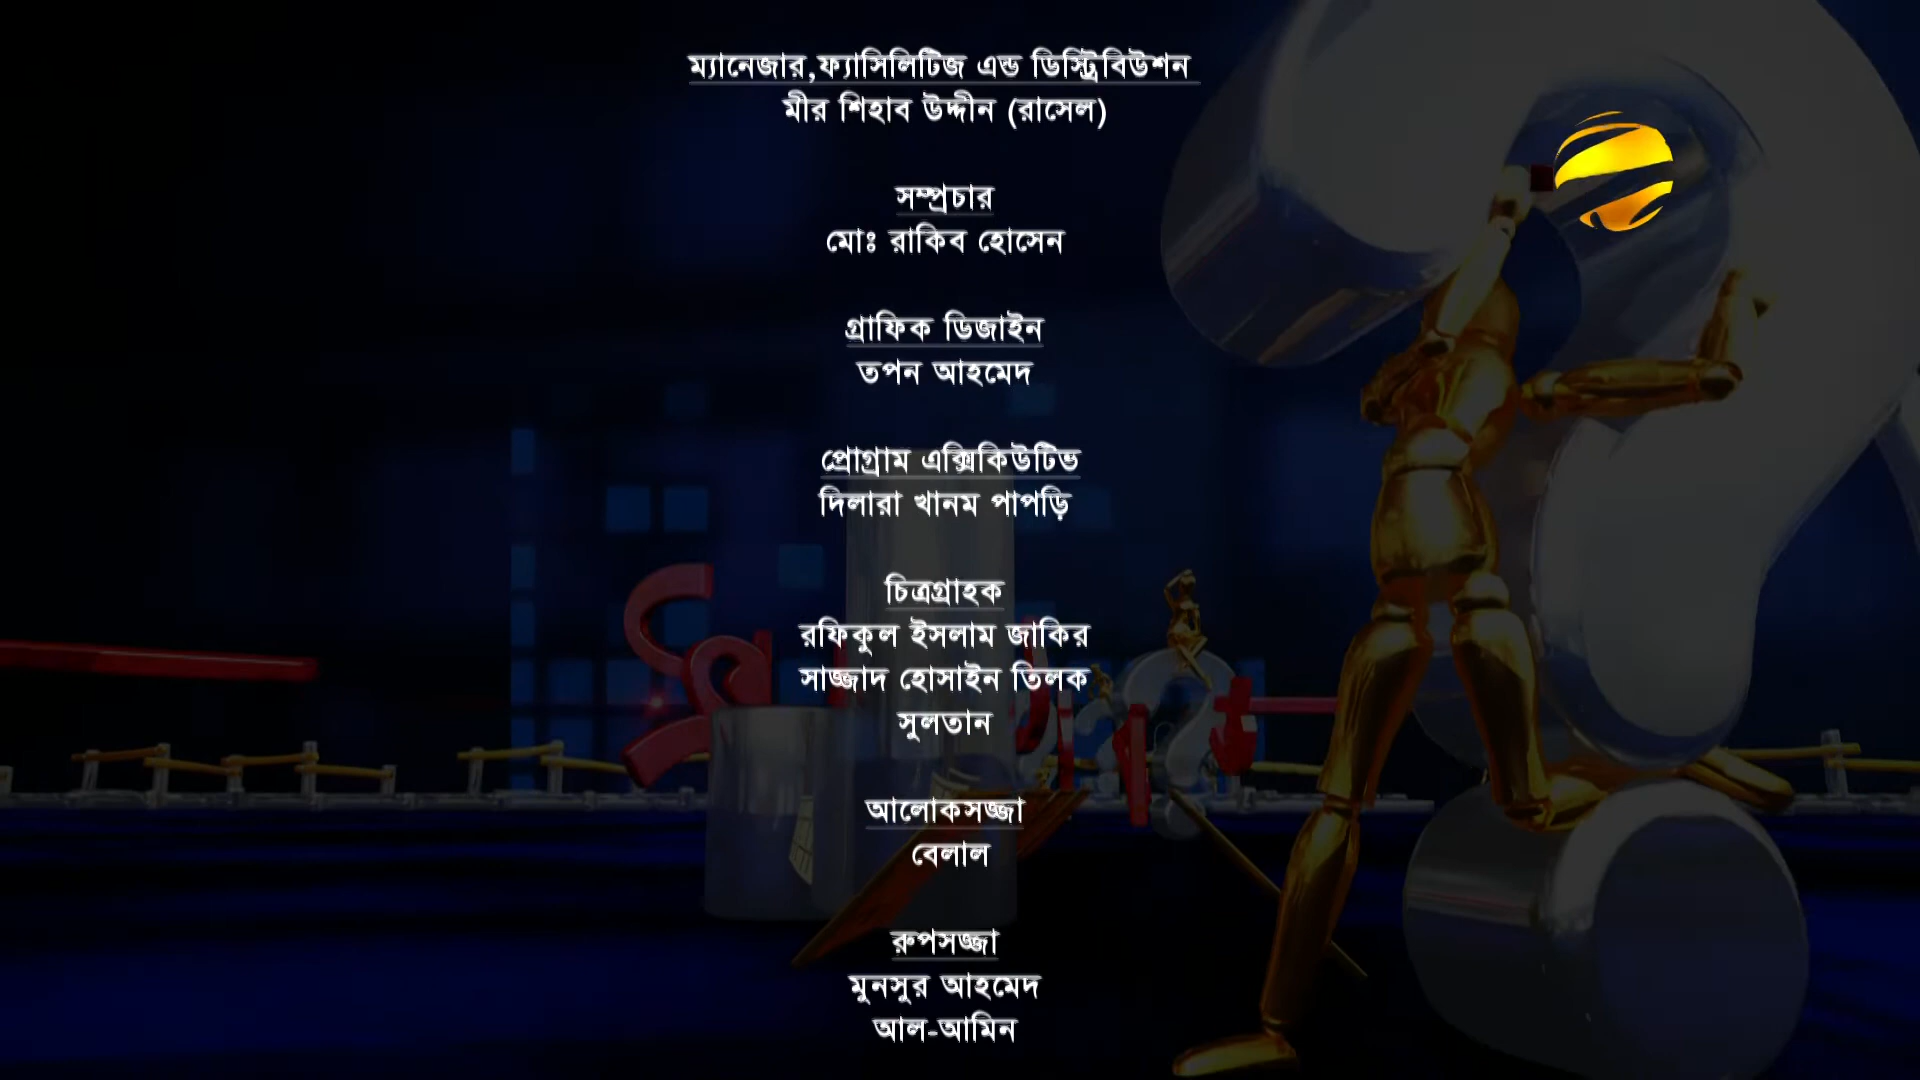 ম্যানেজার,ফ্যাসিলিটিজ এন্ড ডিস্ট্রিবিউশন
মীর শিহাব উদ্দীন (রাসেল)
সম্প্রচার
মোঃ রাকিব হোসেন
গ্রাফিক ডিজাইন
তপন আহমেদ
প্রোগ্রাম এক্সিকিউটিভ
দিলারা খানম পাপড়ি
চিত্রগ্রাহক
রফিকুল ইসলাম জাকির
সাজ্জাদ হোসাইন তিলক
সুলতান
আলোকসজ্জা
বেলাল
রুপসজ্জা
মুনসুর আহমেদ
আল-আমিন